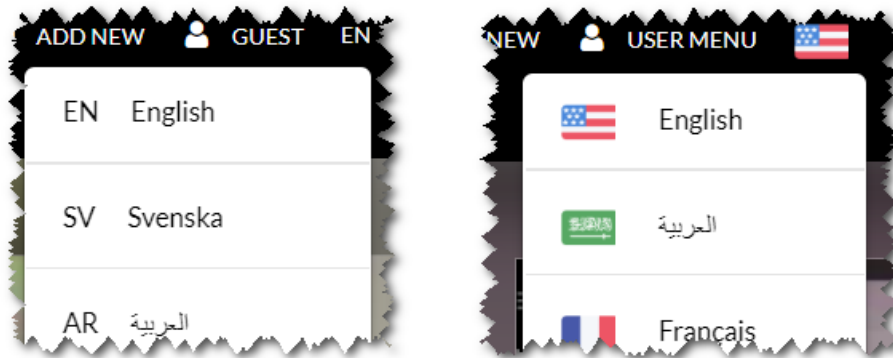 ADD NEW GUEST EN
EN English
SV Svenska
AR العربية
NEW USER MENU
English
العربية
Français